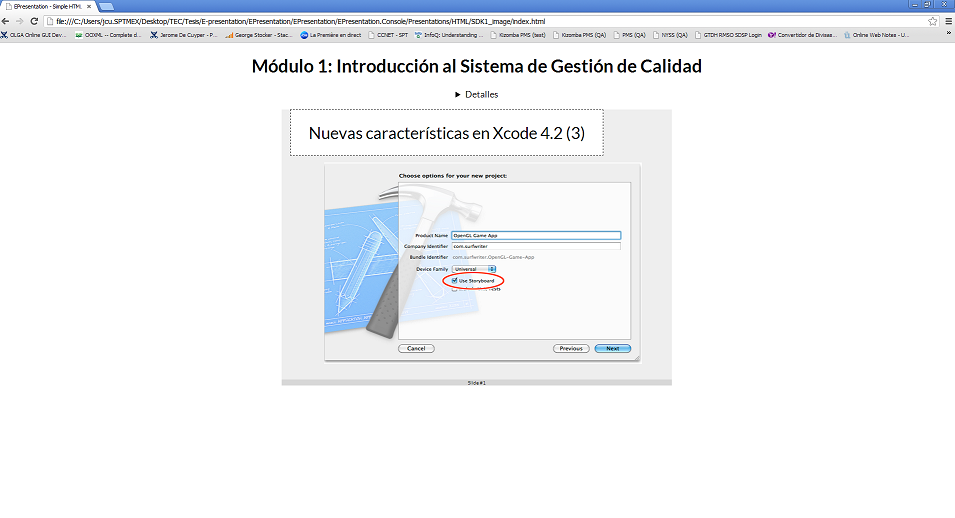 EPresentation - Simple HTM
file:///C:/Users/jcu.SPTMEX/Desktop/TEC/Tests/E-presentation/EPresentation/EPresentation/EPresentation.Console/Presentations/HTML/SDK1_image/index.html
OLGA Online GUI Dev... OOXML -- Complete d... Jerome De Cuyper - P... George Stocker - Stac... La Première en direct CCNET - SPT InfoQ: Understanding ... Kizomba PMS (test) Kizomba PMS (QA) PMS (QA) NYSS (QA) GTDH RMSO SDSP Login Convertidor de Divisas... Online Web Notes - U... »
Módulo 1: Introducción al Sistema de Gestión de Calidad
Detalles
Nuevas características en Xcode 4.2 (3)
Choose options for your new project:
Product Name OpenGL Game App
Company Identifier com.surfwriter
Bundle Identifier com.surfwriter.OpenGL-Game-App
Device Family Universal
Use Storyboard
Cancel Previous Next
Slide#1